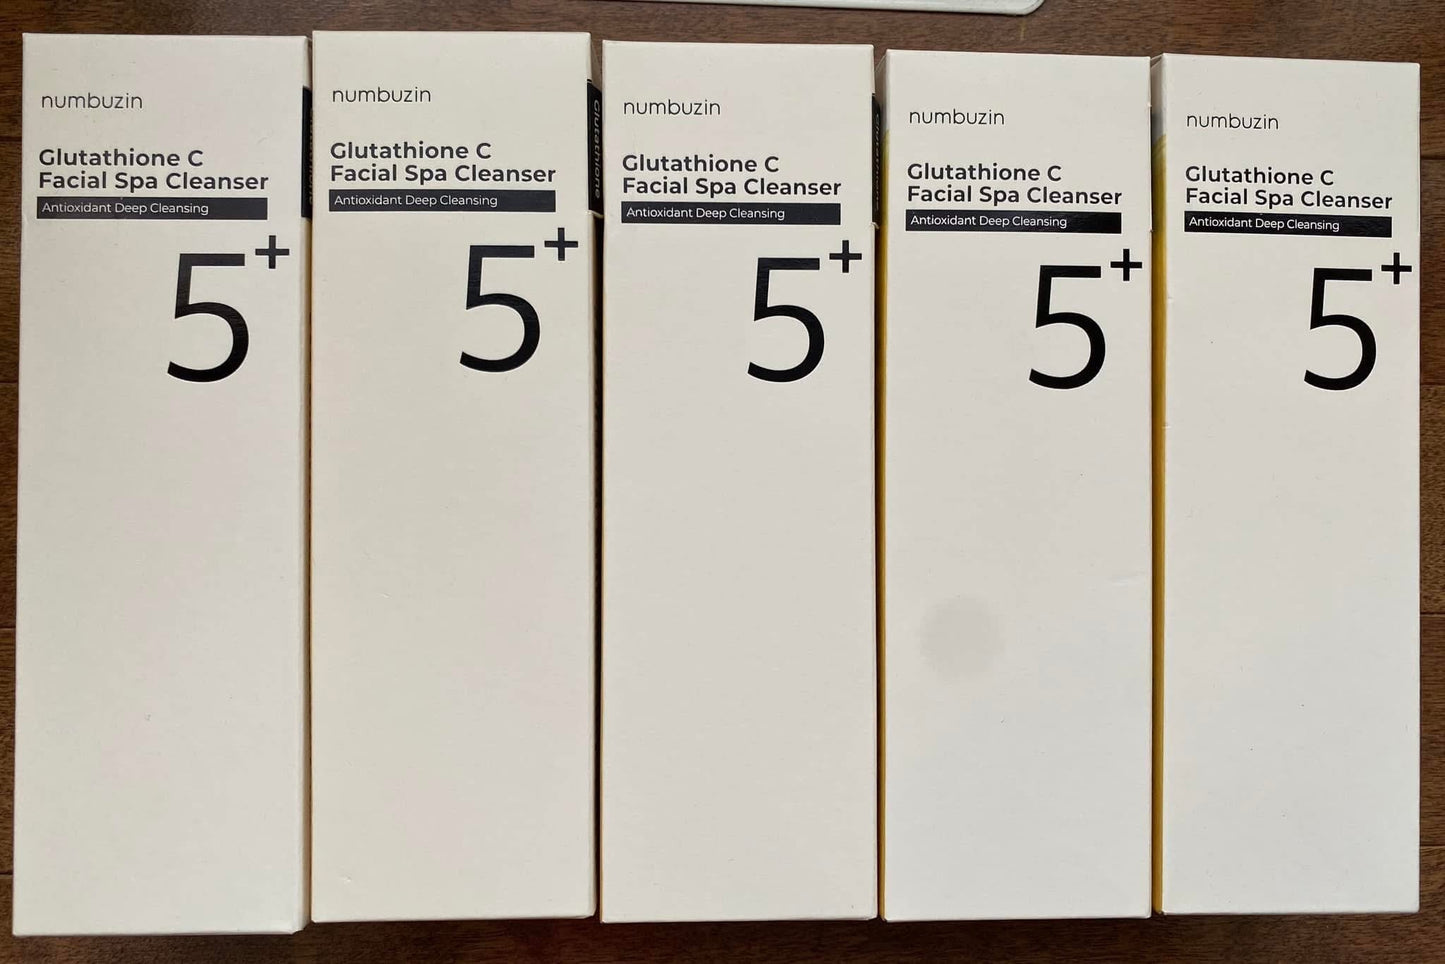 numbuzin
Glutathione C
Facial Spa Cleanser
Antioxidant Deep Cleansing
5+
numbuzin
Glutathione C
Facial Spa Cleanser
Antioxidant Deep Cleansing
5+
Glutathione
numbuzin
Glutathione C
Facial Spa Cleanser
Antioxidant Deep Cleansing
5+
numbuzin
Glutathione C
Facial Spa Cleanser
Antioxidant Deep Cleansing
5+
numbuzin
Glutathione C
Facial Spa Cleanser
Antioxidant Deep Cleansing
5+